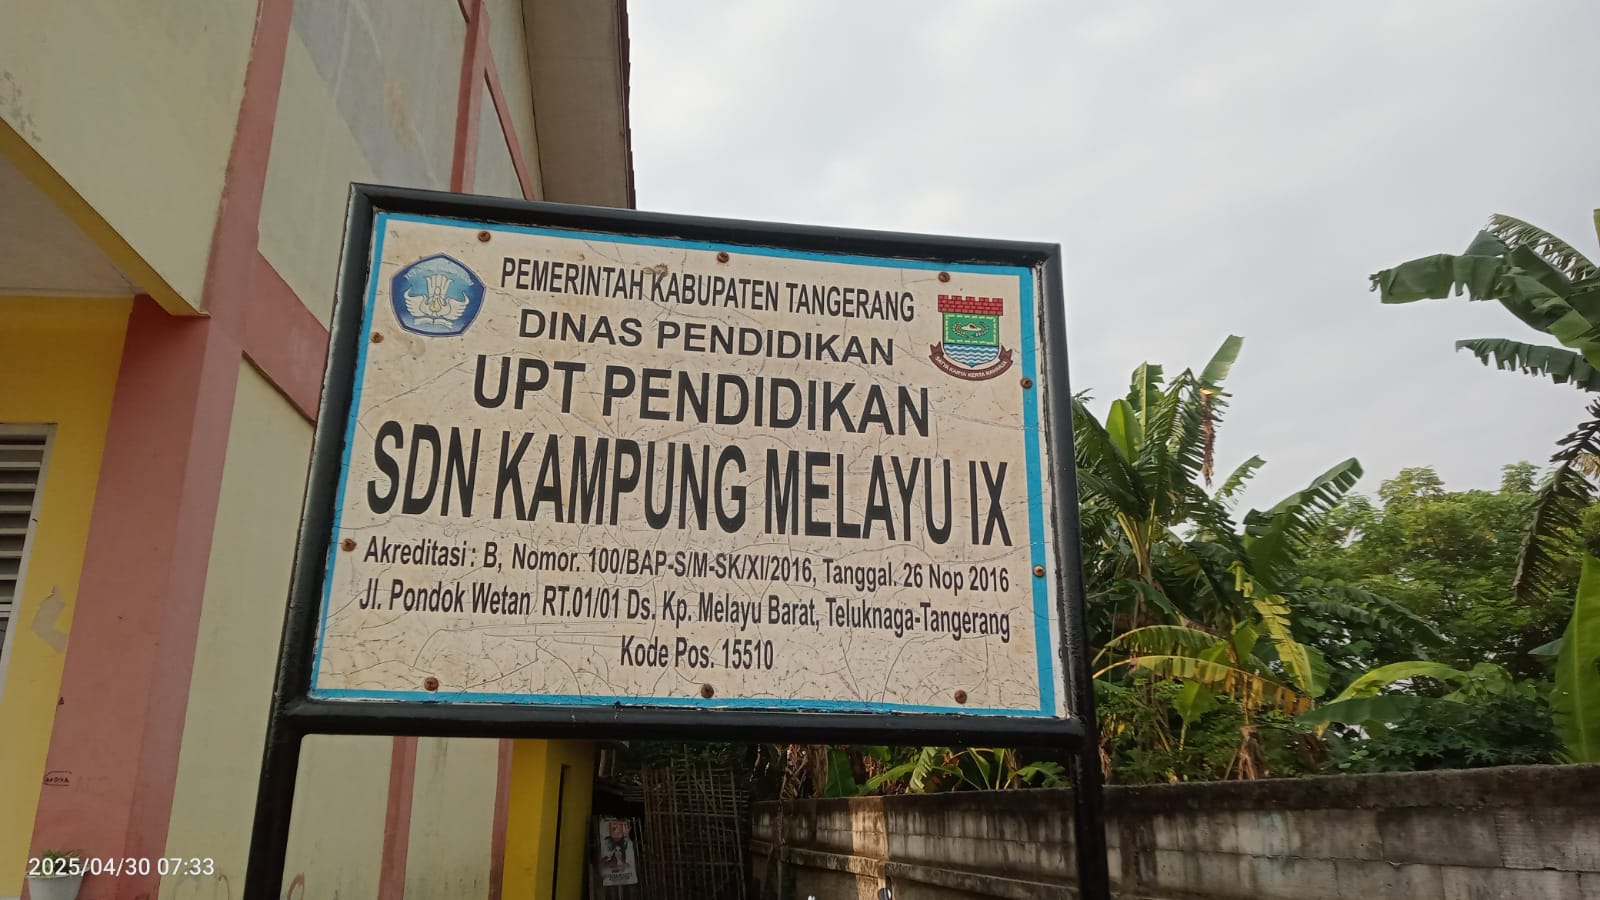 PEMERINTAH KABUPATEN TANGERANG
DINAS PENDIDIKAN
UPT PENDIDIKAN
SDN KAMPUNG MELAYU IX
Akreditasi : B, Nomor. 100/BAP-S/M-SK/XI/2016, Tanggal. 26 Nop 2016
Jl. Pondok Wetan RT.01/01 Ds. Kp. Melayu Barat, Teluknaga-Tangerang
Kode Pos. 15510
2025/04/30 07:33